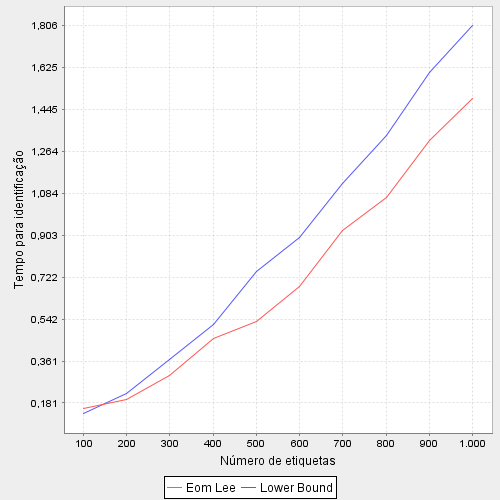 Tempo para identificação
1,806
1,625
1,445
1,264
1,084
0,903
0,722
0,542
0,361
0,181
100 200 300 400 500 600 700 800 900 1.000
Número de etiquetas
Eom Lee Lower Bound